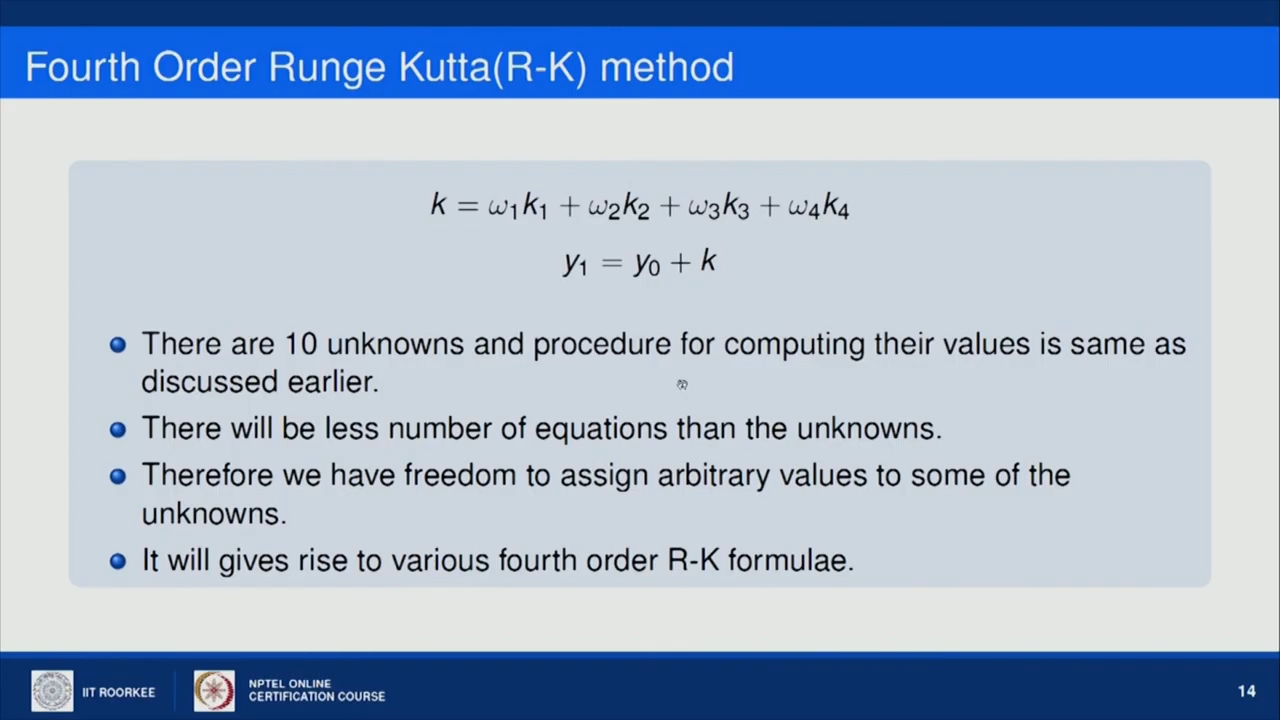 Fourth Order Runge Kutta(R-K) method
k = ω₁k₁ + ω₂k₂ + ω₃k₃ + ω₄k₄
y₁ = y₀ + k
There are 10 unknowns and procedure for computing their values is same as
discussed earlier.
There will be less number of equations than the unknowns.
Therefore we have freedom to assign arbitrary values to some of the
unknowns.
It will gives rise to various fourth order R-K formulae.
IIT ROORKEE
NPTEL ONLINE
CERTIFICATION COURSE
14